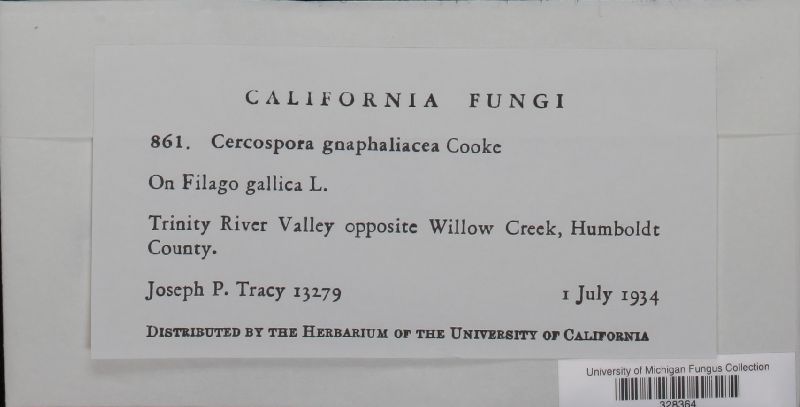 CALIFORNIA FUNGI
861. Cercospora gnaphaliacea Cooke
On Filago gallica L.
Trinity River Valley opposite Willow Creek, Humboldt
County.
Joseph P. Tracy 13279 1 July 1934
DISTRIBUTED BY THE HERBARIUM OF THE UNIVERSITY OF CALIFORNIA
University of Michigan Fungus Collection
328364